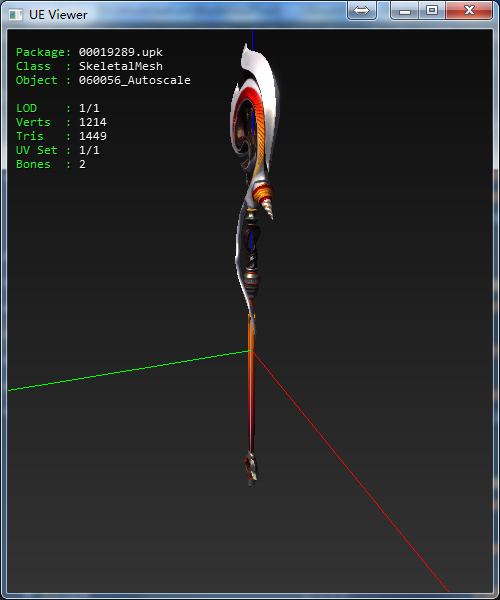 UE Viewer
Package: 00019289.upk
Class  : SkeletalMesh
Object : 060056_Autoscale
LOD    : 1/1
Verts  : 1214
Tris   : 1449
UV Set : 1/1
Bones  : 2